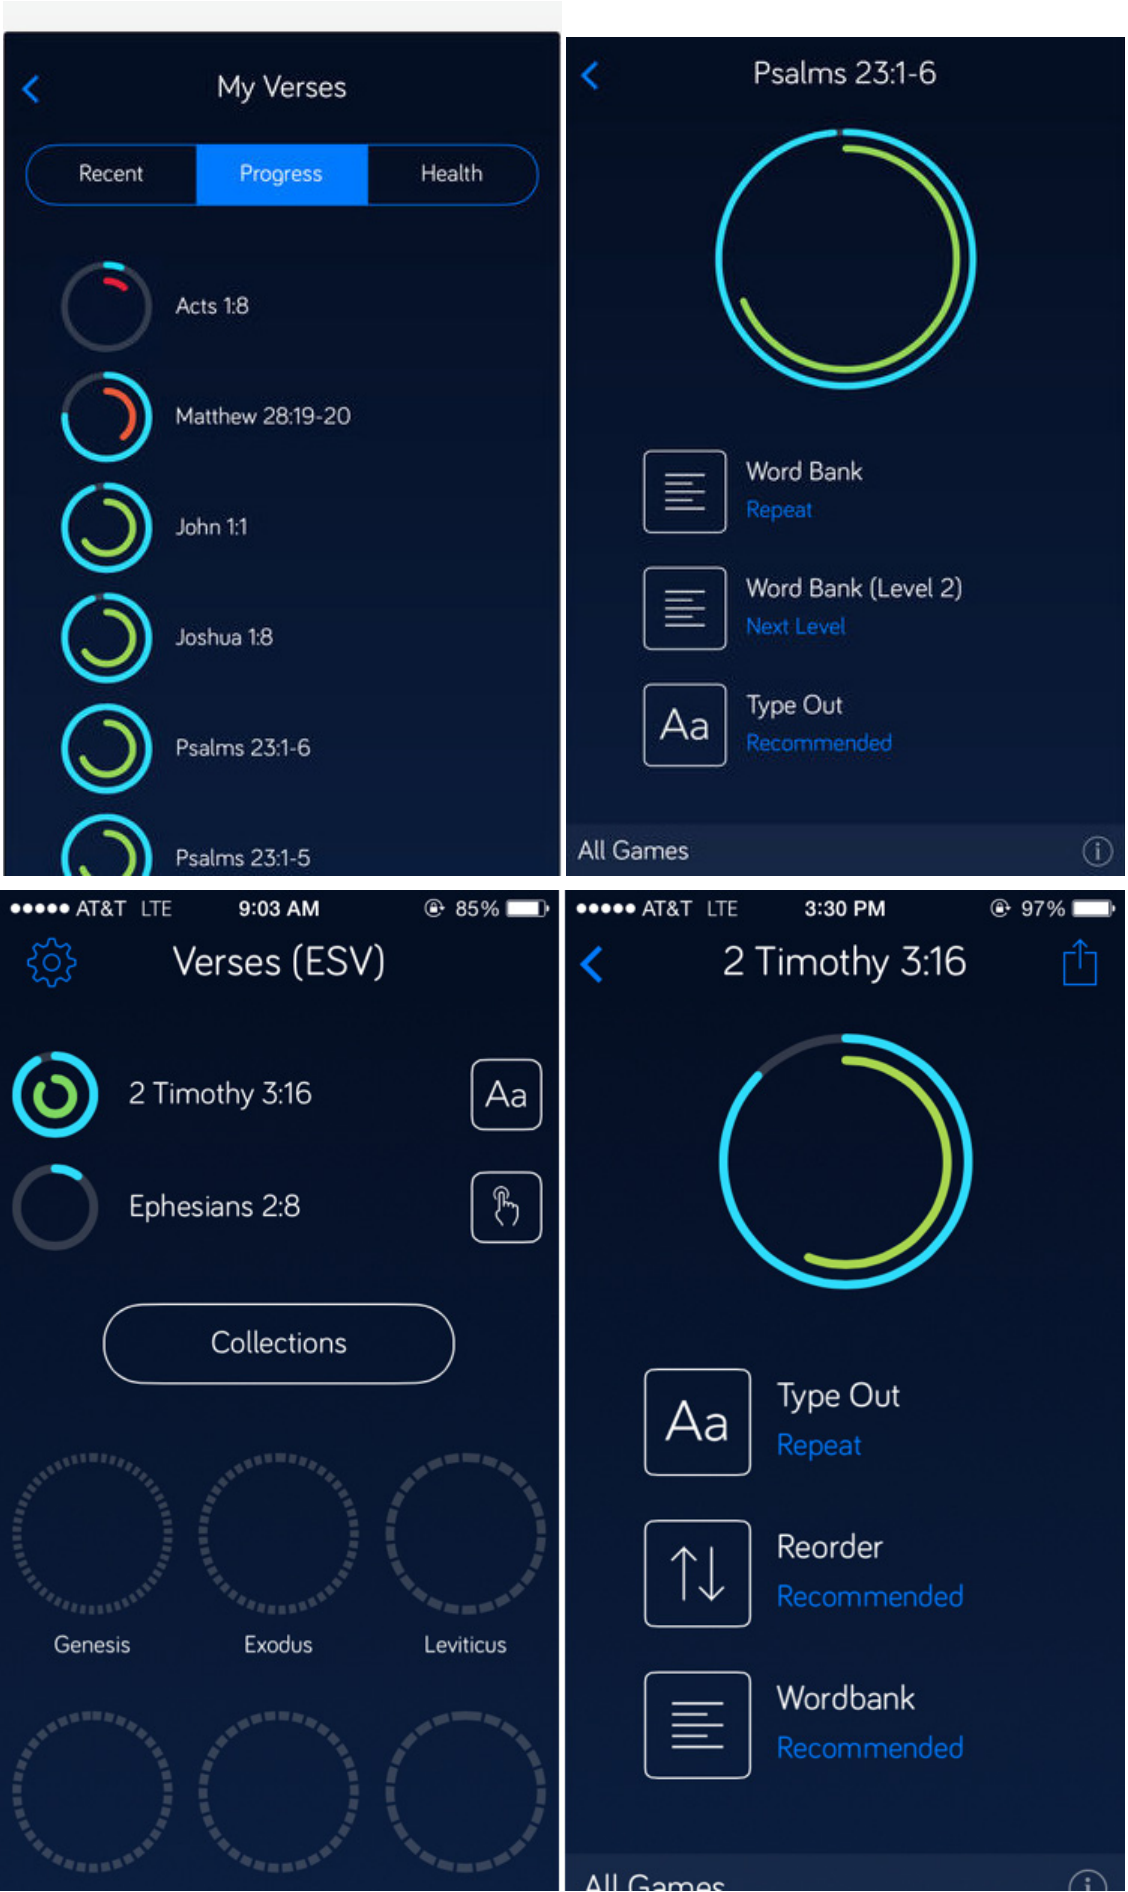 My Verses
Recent Progress Health
Acts 1:8
Matthew 28:19-20
John 1:1
Joshua 1:8
Psalms 23:1-6
Psalms 23:1-5
Psalms 23:1-6
Word Bank
Repeat
Word Bank (Level 2)
Next Level
Aa
Type Out
Recommended
All Games
AT&T LTE 9:03 AM 85%
Verses (ESV)
2 Timothy 3:16 Aa
Ephesians 2:8
Collections
Genesis Exodus Leviticus
AT&T LTE 3:30 PM 97%
2 Timothy 3:16
Aa
Type Out
Repeat
Reorder
Recommended
Wordbank
Recommended
All Games